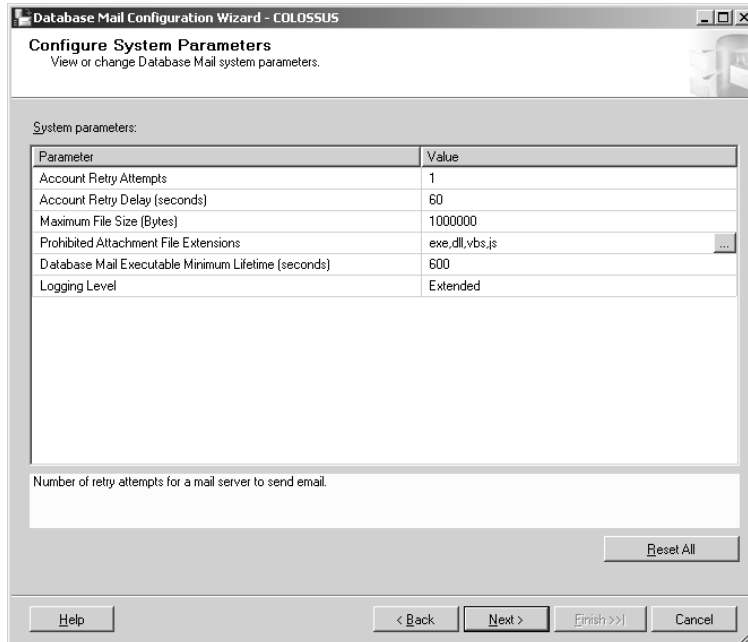 Database Mail Configuration Wizard - COLOSSUS
Configure System Parameters
View or change Database Mail system parameters.
System parameters:
Parameter Value
Account Retry Attempts 1
Account Retry Delay (seconds) 60
Maximum File Size (Bytes) 1000000
Prohibited Attachment File Extensions exe,dll,vbs,js ...
Database Mail Executable Minimum Lifetime (seconds) 600
Logging Level Extended
Number of retry attempts for a mail server to send email.
Reset All
Help < Back Next > Finish >>| Cancel